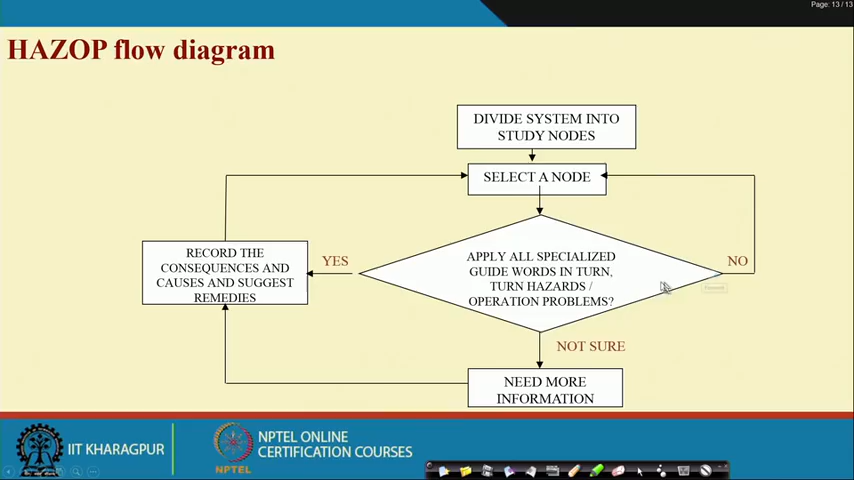 Page: 13 / 13
HAZOP flow diagram
DIVIDE SYSTEM INTO
STUDY NODES
SELECT A NODE
RECORD THE
CONSEQUENCES AND
CAUSES AND SUGGEST
REMEDIES
YES
APPLY ALL SPECIALIZED
GUIDE WORDS IN TURN,
TURN HAZARDS /
OPERATION PROBLEMS?
NO
NOT SURE
NEED MORE
INFORMATION
IIT KHARAGPUR
NPTEL
NPTEL ONLINE
CERTIFICATION COURSES